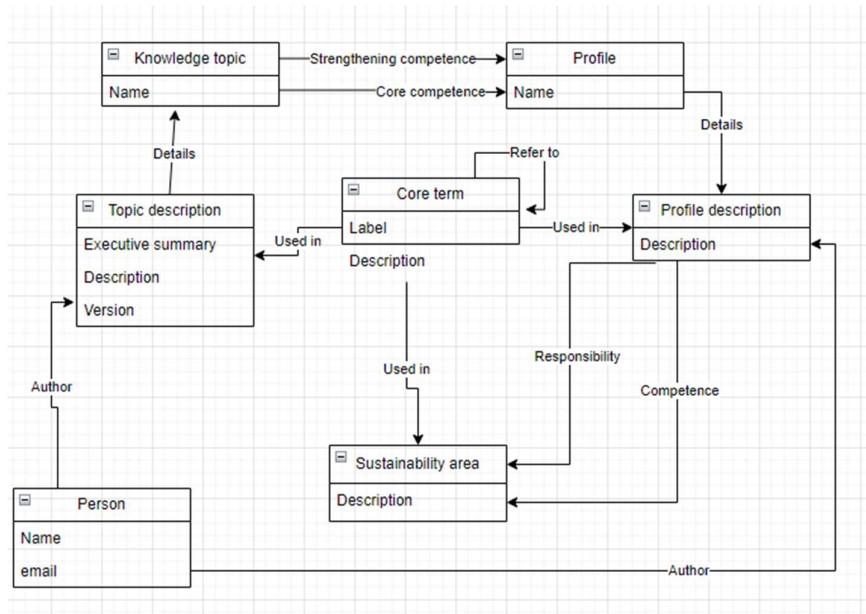 Knowledge topic
Name
Strengthening competence
Core competence
Profile
Name
Details
Details
Refer to
Topic description
Executive summary
Description
Version
Core term
Label
Description
Used in
Used in
Profile description
Description
Used in
Responsibility
Competence
Author
Sustainability area
Description
Person
Name
email
Author